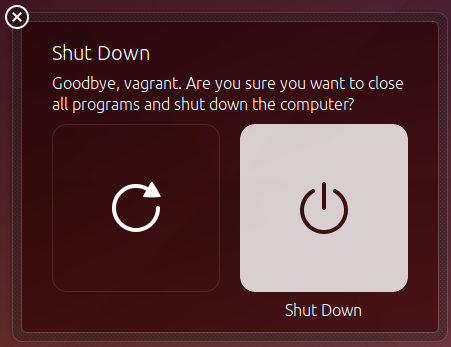 Shut Down
Goodbye, vagrant. Are you sure you want to close
all programs and shut down the computer?
Shut Down